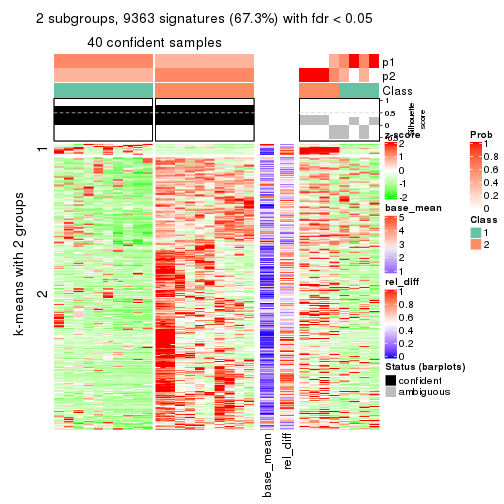 2 subgroups, 9363 signatures (67.3%) with fdr < 0.05
40 confident samples
p1
p2
Class
1
0.5
0
Silhouette
score
k-means with 2 groups
1
2
base_mean
rel_diff
z-score
2
1
0
-1
-2
base_mean
5
4
3
2
1
rel_diff
1
0.8
0.6
0.4
0.2
0
Status (barplots)
confident
ambiguous
Prob
1
0.8
0.6
0.4
0.2
0
Class
1
2